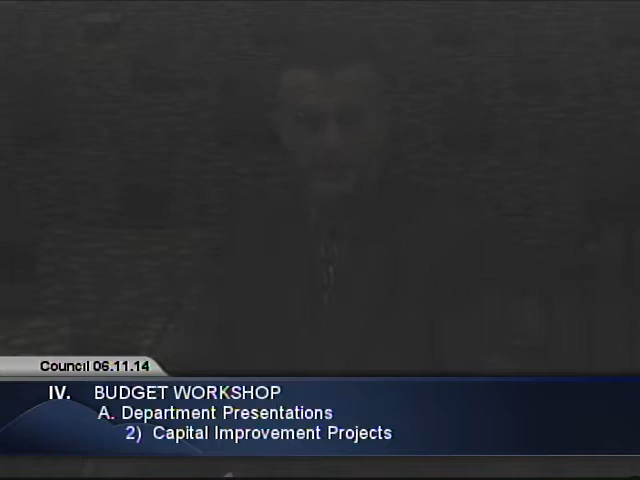 Council 06.11.14
IV. BUDGET WORKSHOP
A. Department Presentations
2) Capital Improvement Projects